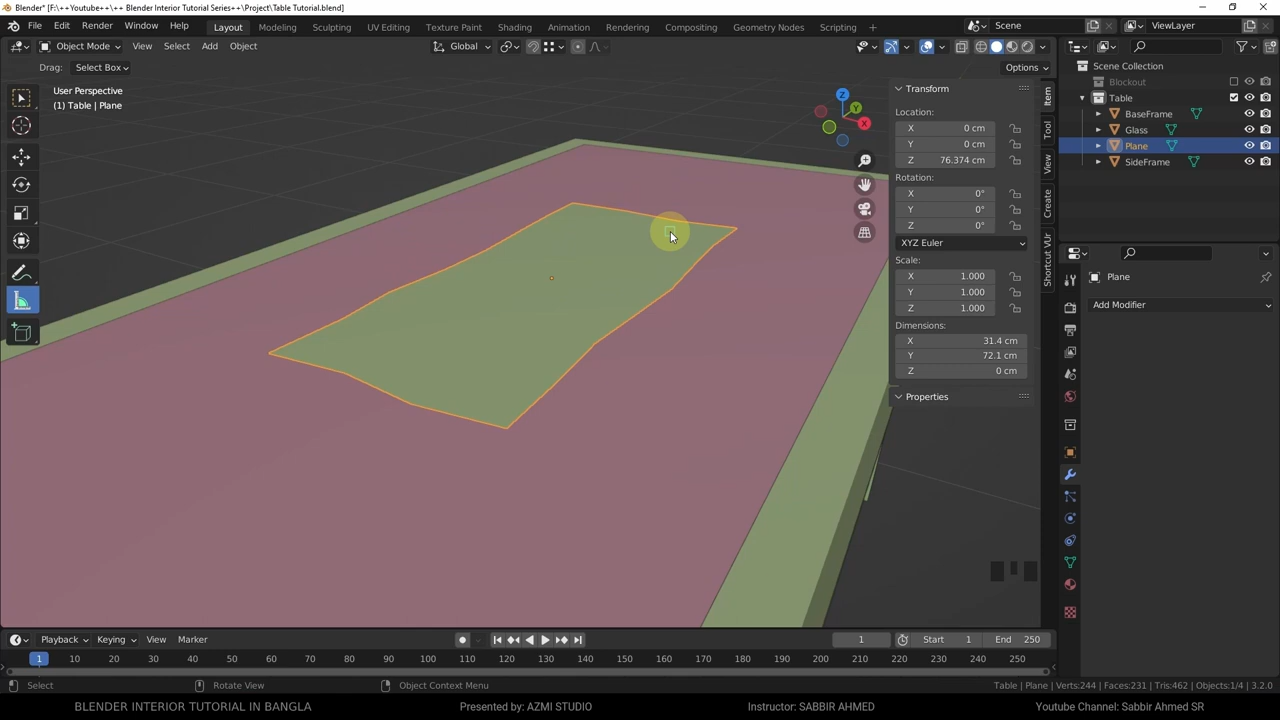 Blender* [F:\++Youtube++\++ Blender Interior Tutorial Series++\Project\Table Tutorial.blend]
File Edit Render Window Help Layout Modeling Sculpting UV Editing Texture Paint Shading Animation Rendering Compositing Geometry Nodes Scripting Scene ViewLayer
Object Mode View Select Add Object Global
Drag: Select Box Options
User Perspective
(1) Table | Plane
Z
Y
X
Transform
Location:
X 0 cm
Y 0 cm
Z 76.374 cm
Rotation:
X 0°
Y 0°
Z 0°
XYZ Euler
Scale:
X 1.000
Y 1.000
Z 1.000
Dimensions:
X 31.4 cm
Y 72.1 cm
Z 0 cm
Properties
Item
Tool
View
Create
Shortcut VUr
Scene Collection
Blockout
Table
BaseFrame
Glass
Plane
SideFrame
Plane
Add Modifier
Playback Keying View Marker 1 Start 1 End 250
1 10 20 30 40 50 60 70 80 90 100 110 120 130 140 150 160 170 180 190 200 210 220 230 240 250
Select Rotate View Object Context Menu Table | Plane | Verts:244 | Faces:231 | Tris:462 | Objects:1/4 | 3.2.0
BLENDER INTERIOR TUTORIAL IN BANGLA Presented by: AZMI STUDIO Instructor: SABBIR AHMED Youtube Channel: Sabbir Ahmed SR